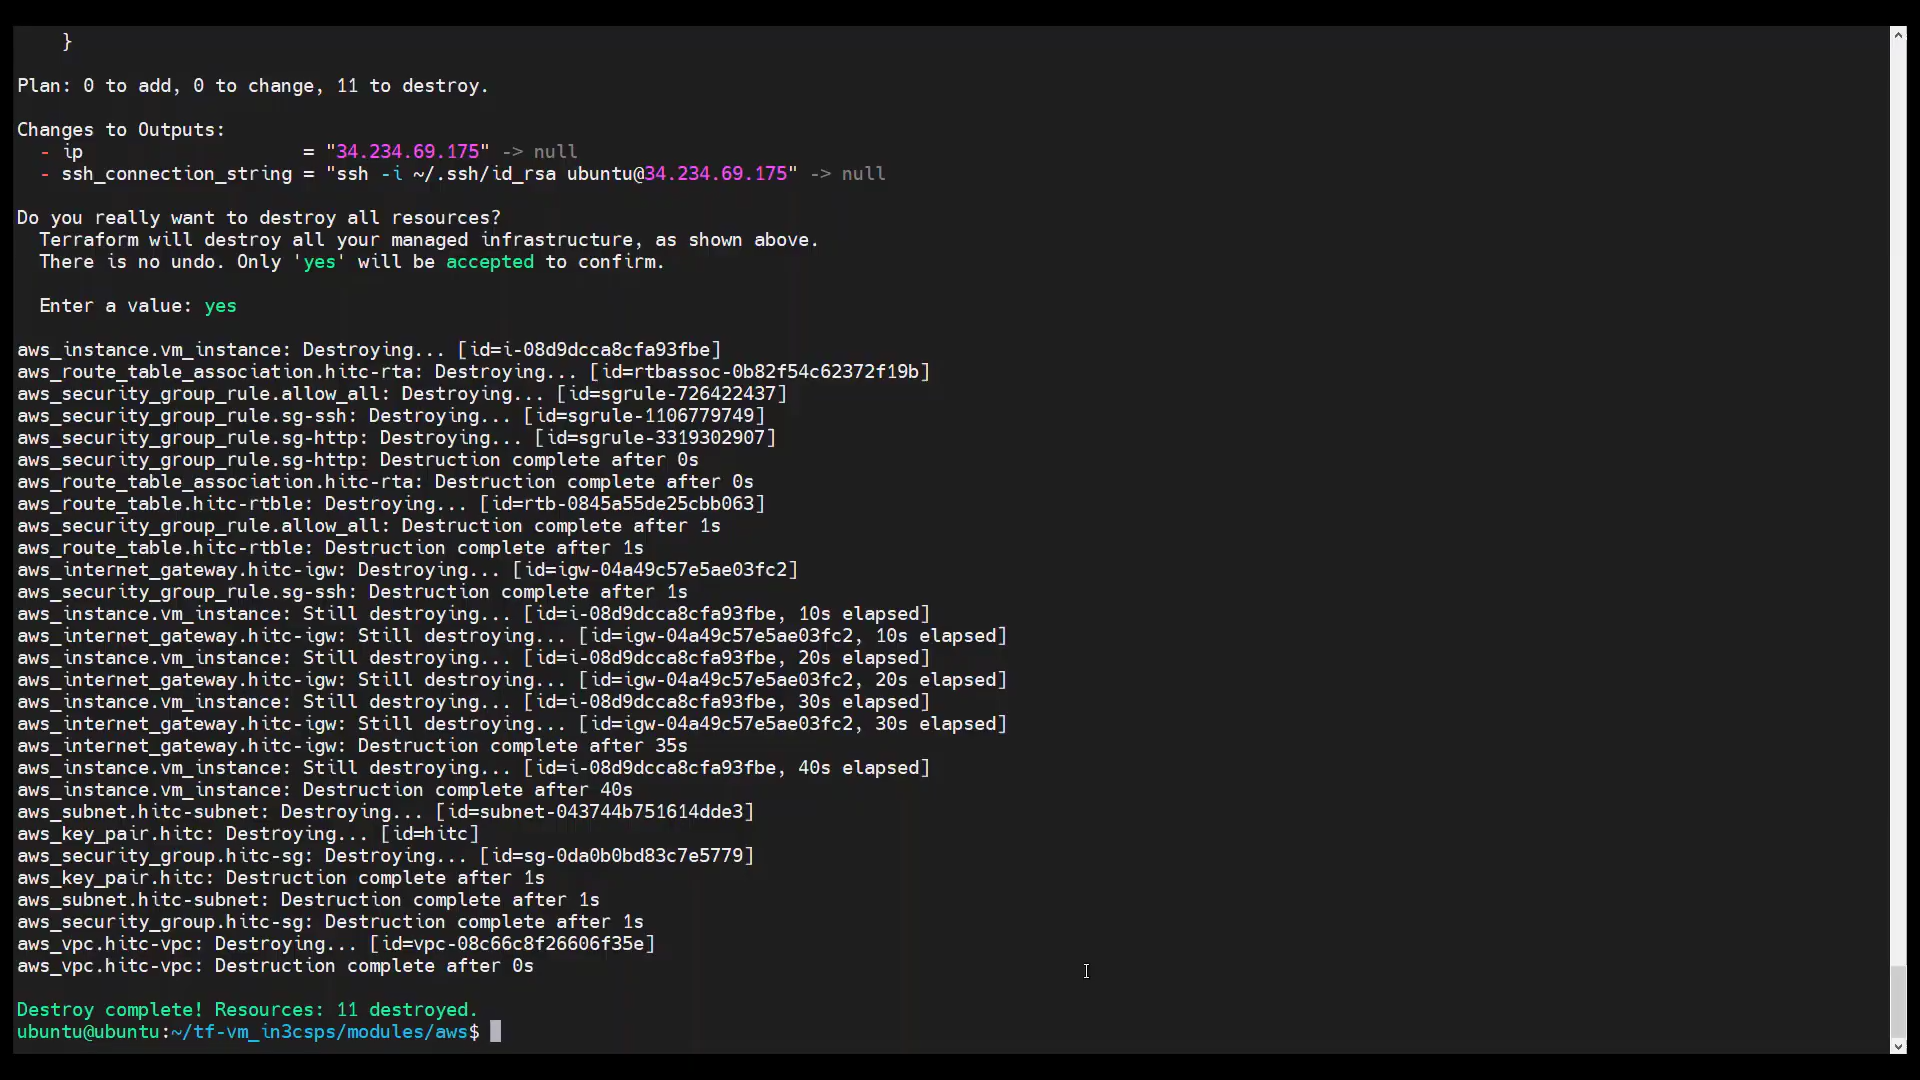 }
Plan: 0 to add, 0 to change, 11 to destroy.
Changes to Outputs:
- ip = "34.234.69.175" -> null
- ssh_connection_string = "ssh -i ~/.ssh/id_rsa ubuntu@34.234.69.175" -> null
Do you really want to destroy all resources?
Terraform will destroy all your managed infrastructure, as shown above.
There is no undo. Only 'yes' will be accepted to confirm.
Enter a value: yes
aws_instance.vm_instance: Destroying... [id=i-08d9dcca8cfa93fbe]
aws_route_table_association.hitc-rta: Destroying... [id=rtbassoc-0b82f54c62372f19b]
aws_security_group_rule.allow_all: Destroying... [id=sgrule-726422437]
aws_security_group_rule.sg-ssh: Destroying... [id=sgrule-1106779749]
aws_security_group_rule.sg-http: Destroying... [id=sgrule-3319302907]
aws_security_group_rule.sg-http: Destruction complete after 0s
aws_route_table_association.hitc-rta: Destruction complete after 0s
aws_route_table.hitc-rtble: Destroying... [id=rtb-0845a55de25cbb063]
aws_security_group_rule.allow_all: Destruction complete after 1s
aws_route_table.hitc-rtble: Destruction complete after 1s
aws_internet_gateway.hitc-igw: Destroying... [id=igw-04a49c57e5ae03fc2]
aws_security_group_rule.sg-ssh: Destruction complete after 1s
aws_instance.vm_instance: Still destroying... [id=i-08d9dcca8cfa93fbe, 10s elapsed]
aws_internet_gateway.hitc-igw: Still destroying... [id=igw-04a49c57e5ae03fc2, 10s elapsed]
aws_instance.vm_instance: Still destroying... [id=i-08d9dcca8cfa93fbe, 20s elapsed]
aws_internet_gateway.hitc-igw: Still destroying... [id=igw-04a49c57e5ae03fc2, 20s elapsed]
aws_instance.vm_instance: Still destroying... [id=i-08d9dcca8cfa93fbe, 30s elapsed]
aws_internet_gateway.hitc-igw: Still destroying... [id=igw-04a49c57e5ae03fc2, 30s elapsed]
aws_internet_gateway.hitc-igw: Destruction complete after 35s
aws_instance.vm_instance: Still destroying... [id=i-08d9dcca8cfa93fbe, 40s elapsed]
aws_instance.vm_instance: Destruction complete after 40s
aws_subnet.hitc-subnet: Destroying... [id=subnet-043744b751614dde3]
aws_key_pair.hitc: Destroying... [id=hitc]
aws_security_group.hitc-sg: Destroying... [id=sg-0da0b0bd83c7e5779]
aws_key_pair.hitc: Destruction complete after 1s
aws_subnet.hitc-subnet: Destruction complete after 1s
aws_security_group.hitc-sg: Destruction complete after 1s
aws_vpc.hitc-vpc: Destroying... [id=vpc-08c66c8f26606f35e]
aws_vpc.hitc-vpc: Destruction complete after 0s
Destroy complete! Resources: 11 destroyed.
ubuntu@ubuntu:~/tf-vm_in3csps/modules/aws$